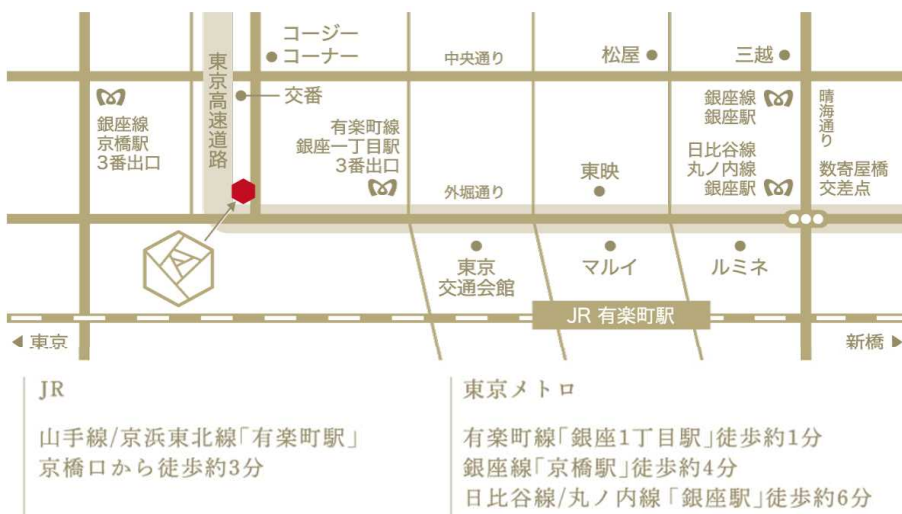 コージー
コーナー
中央通り
松屋
三越
東京高速道路
交番
銀座線
京橋駅
3番出口
有楽町線
銀座一丁目駅
3番出口
銀座線
銀座駅
晴海通り
日比谷線
丸ノ内線
銀座駅
数寄屋橋
交差点
外堀通り
東映
東京
交通会館
マルイ
ルミネ
JR 有楽町駅
東京
新橋
JR
山手線/京浜東北線「有楽町駅」
京橋口から徒歩約3分
東京メトロ
有楽町線「銀座1丁目駅」徒歩約1分
銀座線「京橋駅」徒歩約4分
日比谷線/丸ノ内線「銀座駅」徒歩約6分